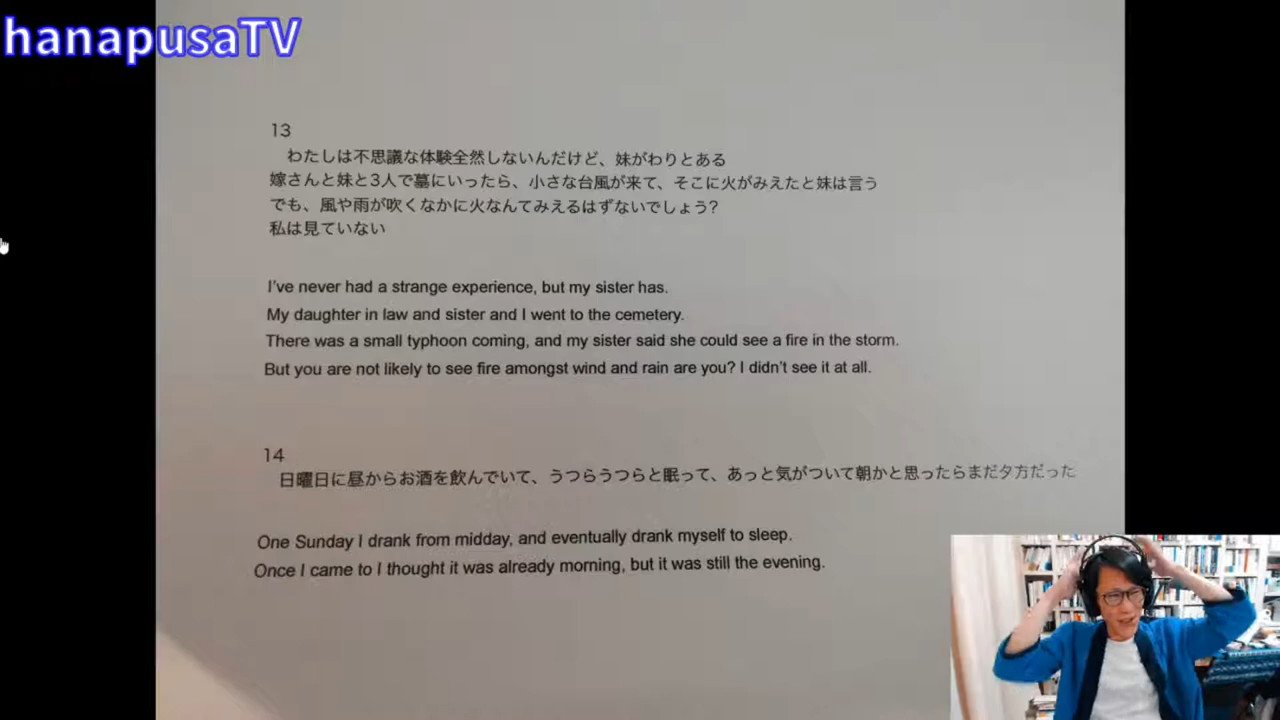 hanapusaTV
13
わたしは不思議な体験全然しないんだけど、妹がわりとある
嫁さんと妹と3人で墓にいったら、小さな台風が来て、そこに火がみえたと妹は言う
でも、風や雨が吹くなかに火なんてみえるはずないでしょう?
私は見ていない
I've never had a strange experience, but my sister has.
My daughter in law and sister and I went to the cemetery.
There was a small typhoon coming, and my sister said she could see a fire in the storm.
But you are not likely to see fire amongst wind and rain are you? I didn't see it at all.
14
日曜日に昼からお酒を飲んでいて、うつらうつらと眠って、あっと気がついて朝かと思ったらまだ夕方だった
One Sunday I drank from midday, and eventually drank myself to sleep.
Once I came to I thought it was already morning, but it was still the evening.